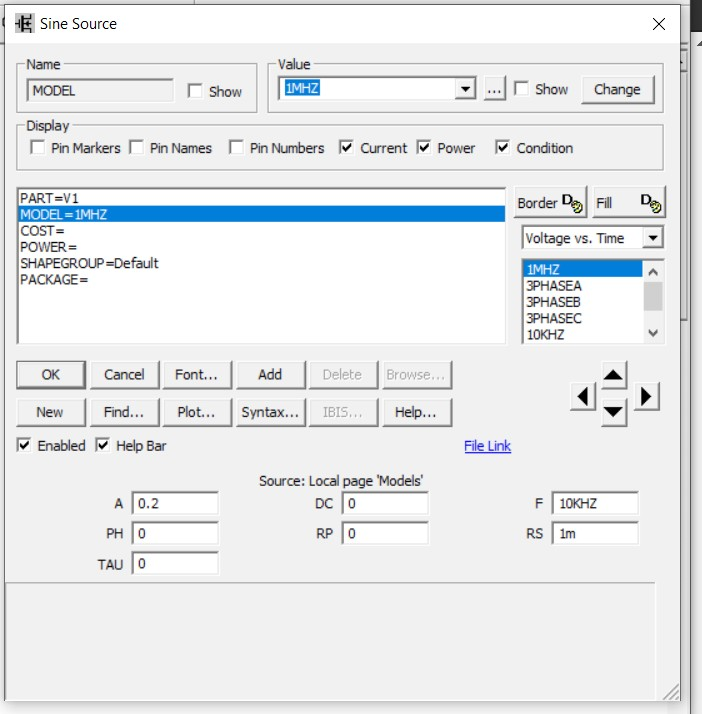 Sine Source
Name
MODEL
Show
Value
1MHZ
...
Show
Change
Display
Pin Markers
Pin Names
Pin Numbers
Current
Power
Condition
PART=V1
MODEL=1MHZ
COST=
POWER=
SHAPEGROUP=Default
PACKAGE=
Border
Fill
Voltage vs. Time
1MHZ
3PHASEA
3PHASEB
3PHASEC
10KHZ
OK
Cancel
Font...
Add
Delete
Browse...
New
Find...
Plot...
Syntax...
IBIS...
Help...
Enabled
Help Bar
File Link
Source: Local page 'Models'
A 0.2
DC 0
F 10KHZ
PH 0
RP 0
RS 1m
TAU 0